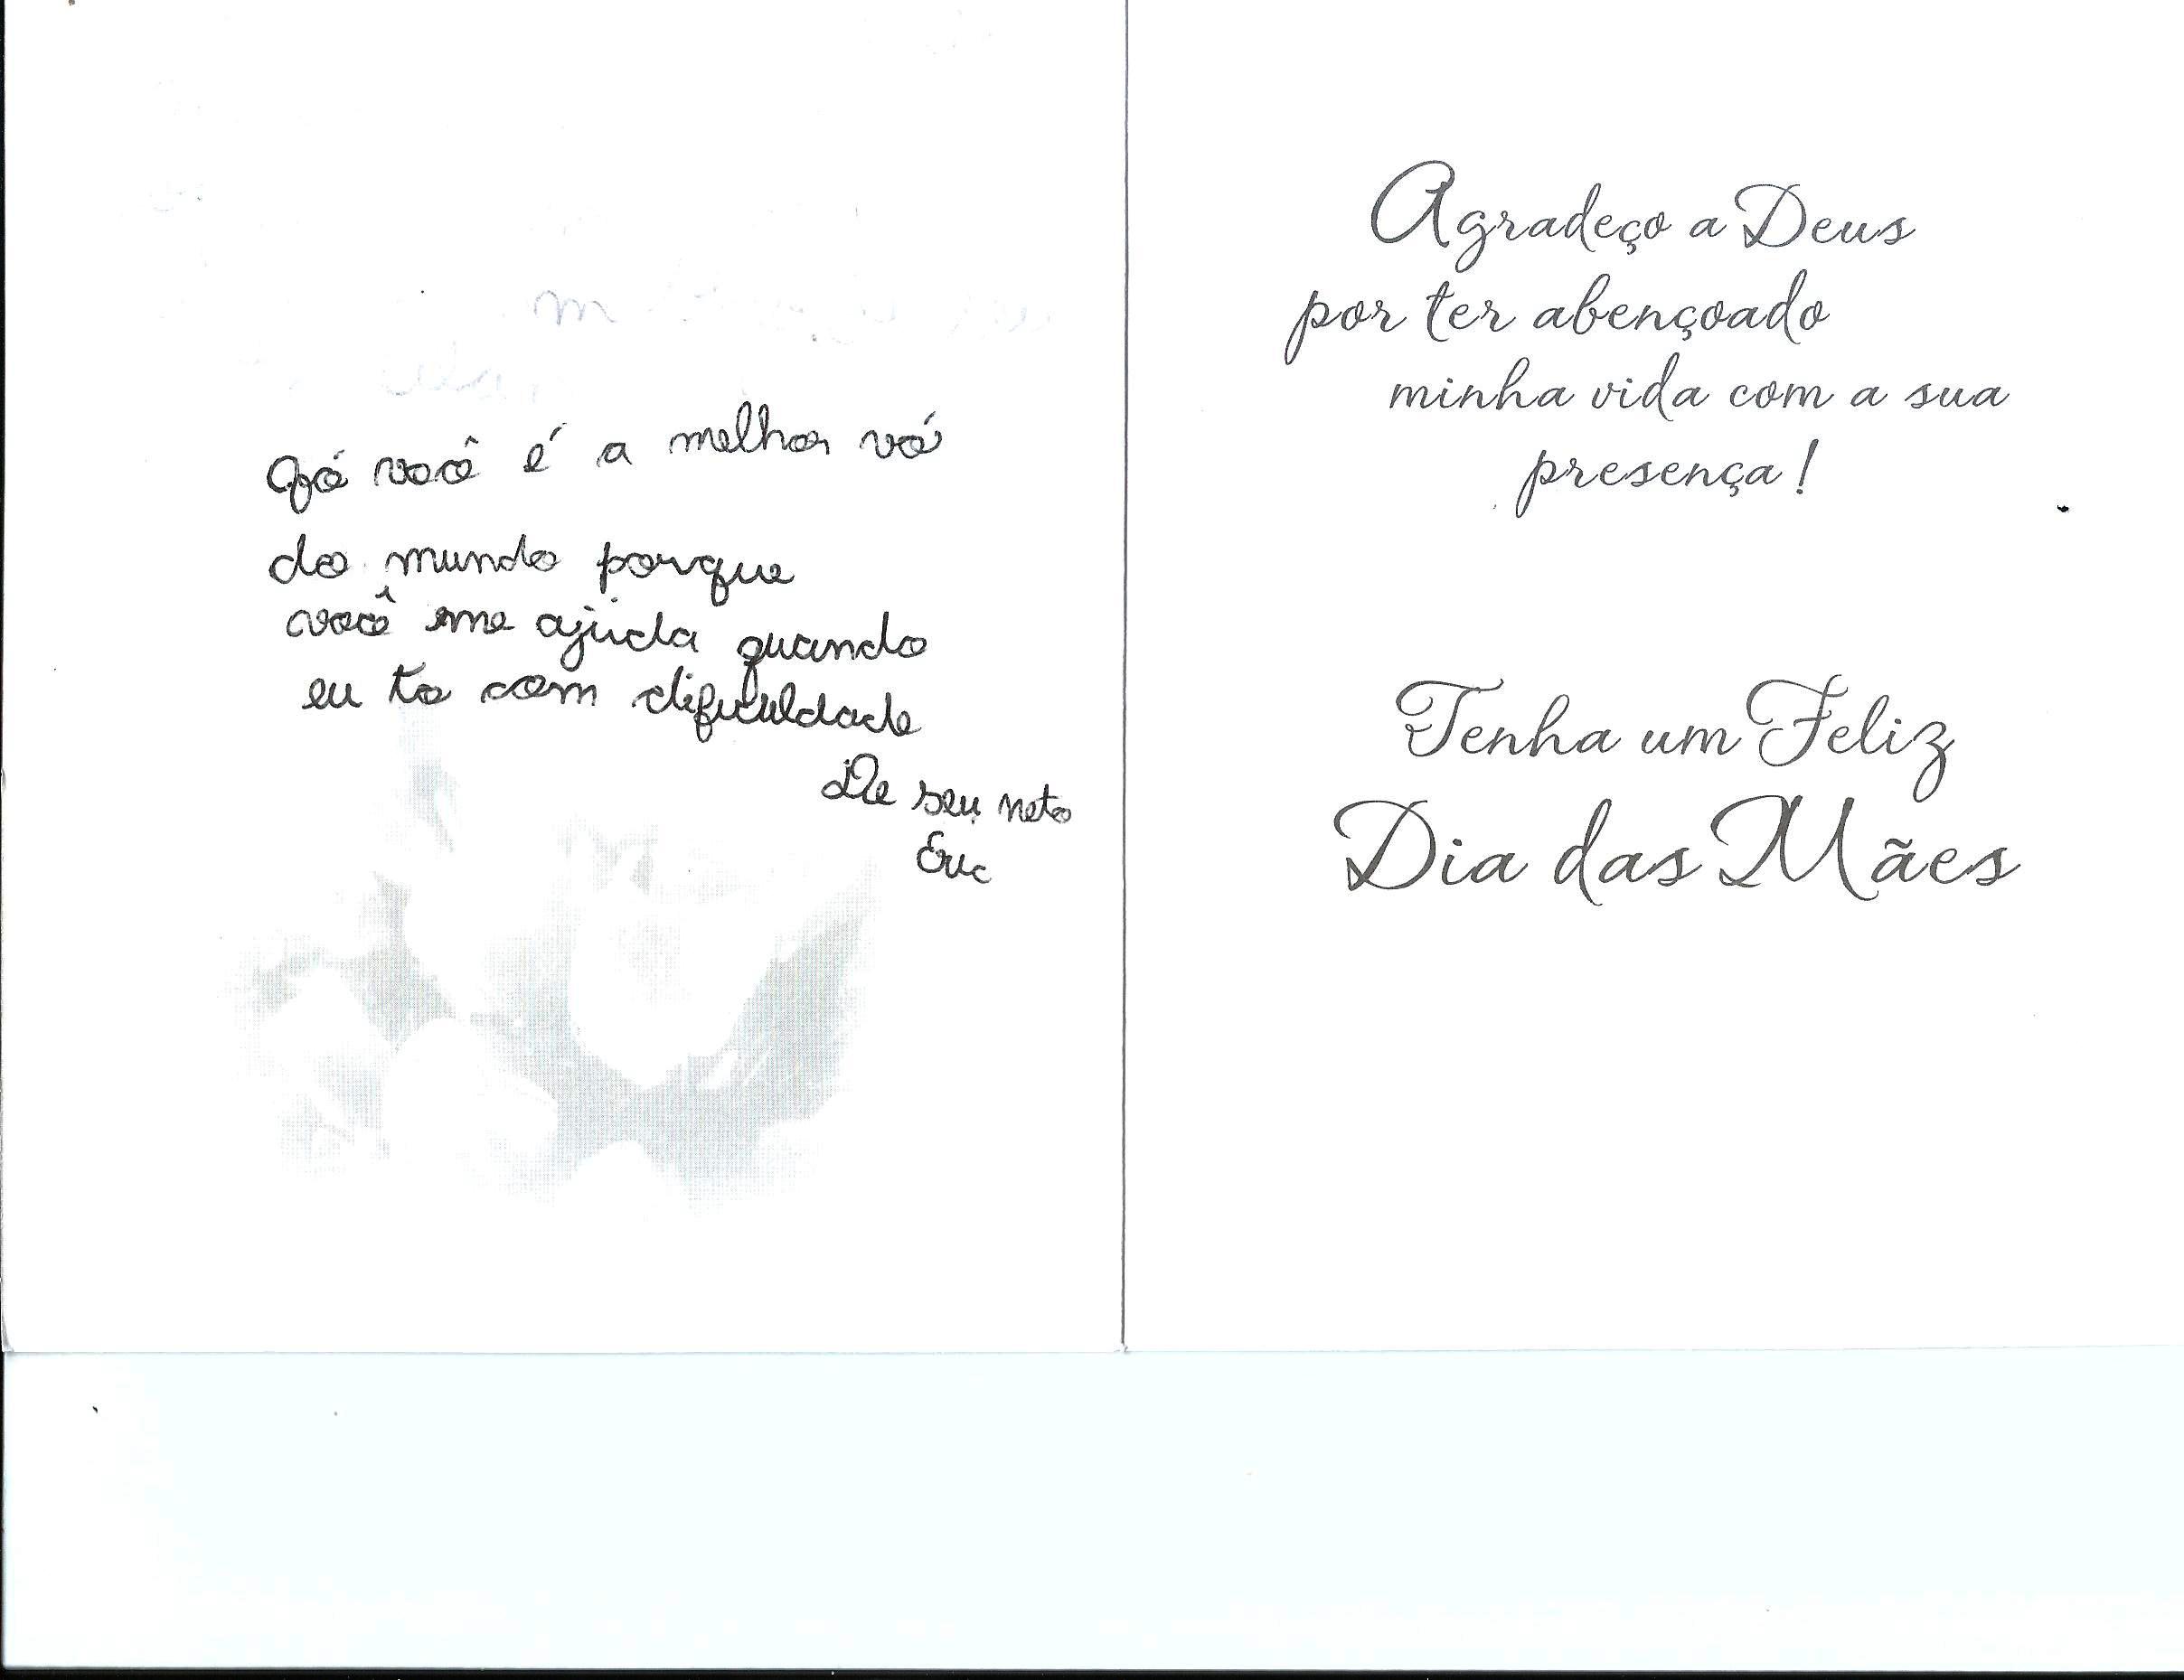 Vó você é a melhor vó
do mundo porque
você me ajuda quando
eu to com dificuldade
De seu neto
Eric
Agradeço a Deus
por ter abençoado
minha vida com a sua
presença!
Tenha um Feliz
Dia das Mães